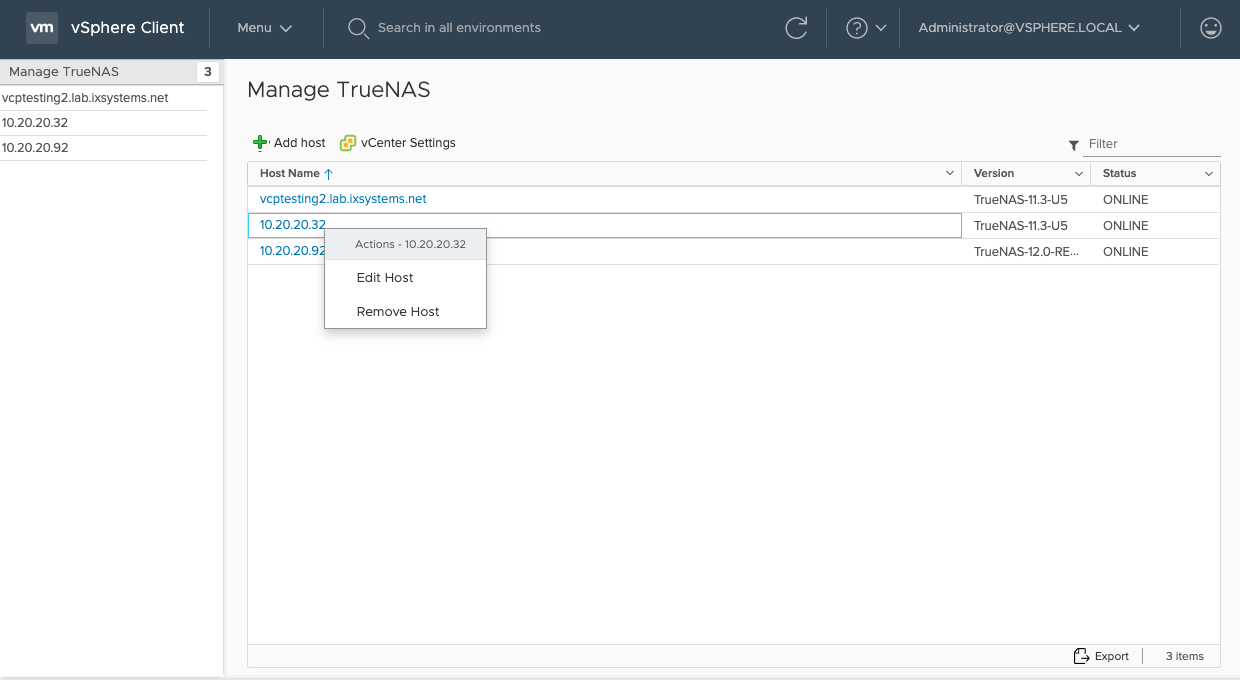 vm vSphere Client Menu Search in all environments Administrator@VSPHERE.LOCAL
Manage TrueNAS 3
vcptesting2.lab.ixsystems.net
10.20.20.32
10.20.20.92
Manage TrueNAS
Add host vCenter Settings Filter
Host Name Version Status
vcptesting2.lab.ixsystems.net TrueNAS-11.3-U5 ONLINE
10.20.20.32 TrueNAS-11.3-U5 ONLINE
10.20.20.92 TrueNAS-12.0-RE... ONLINE
Actions - 10.20.20.32
Edit Host
Remove Host
Export 3 items